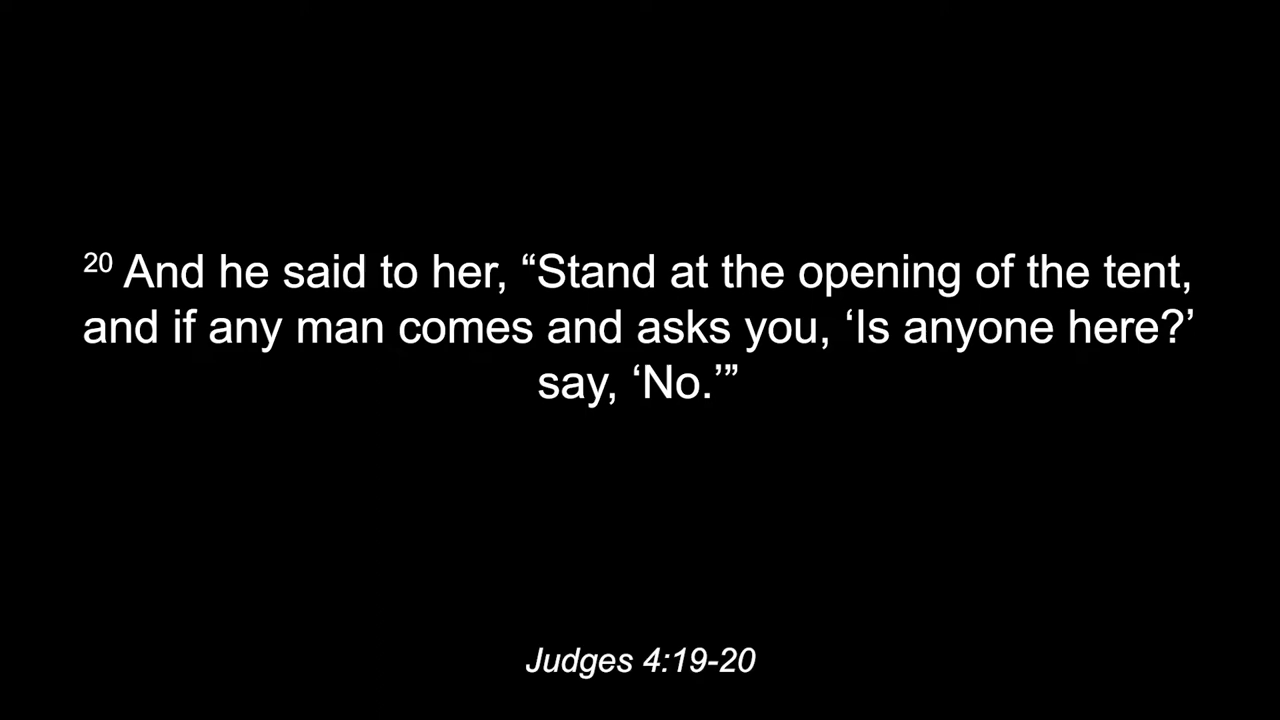 20 And he said to her, “Stand at the opening of the tent,
and if any man comes and asks you, ‘Is anyone here?’
say, ‘No.’”
Judges 4:19-20